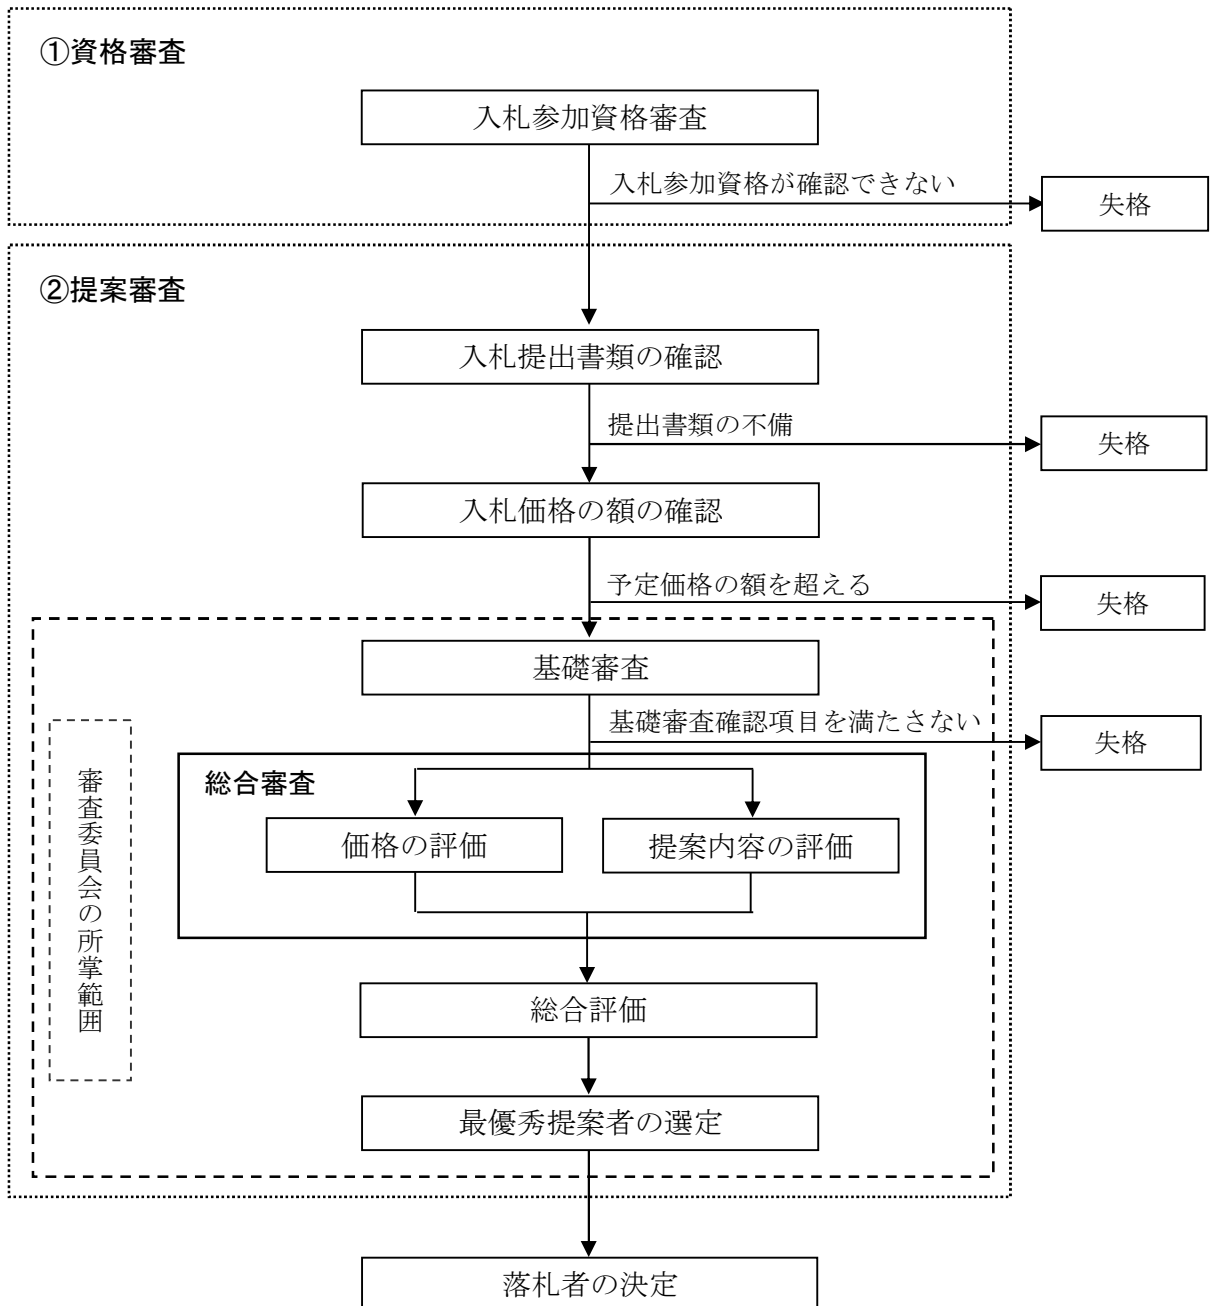 ①資格審査
入札参加資格審査
入札参加資格が確認できない
失格
②提案審査
入札提出書類の確認
提出書類の不備
失格
入札価格の額の確認
予定価格の額を超える
失格
基礎審査
基礎審査確認項目を満たさない
失格
審査委員会の所掌範囲
総合審査
価格の評価
提案内容の評価
総合評価
最優秀提案者の選定
落札者の決定